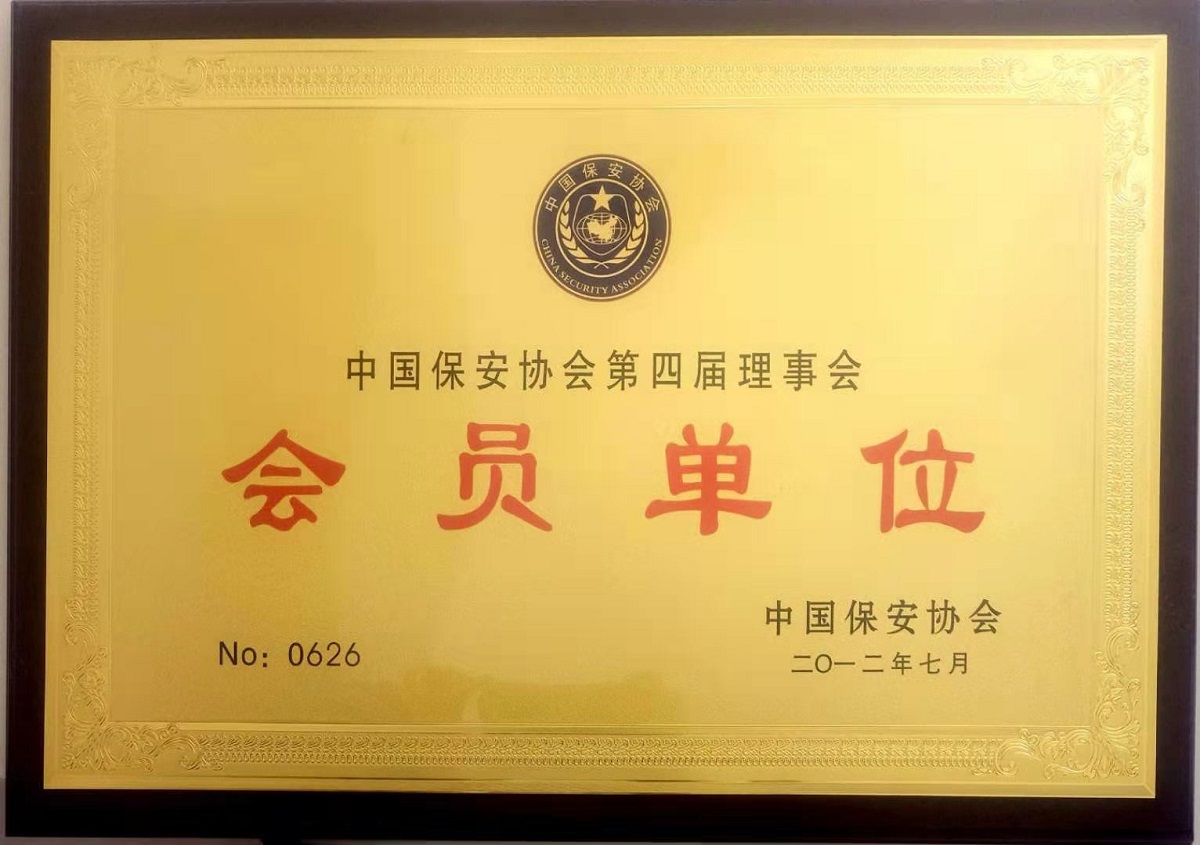 中国保安协会
CHINA SECURITY ASSOCIATION
中国保安协会第四届理事会
会员单位
No: 0626
中国保安协会
二〇一二年七月